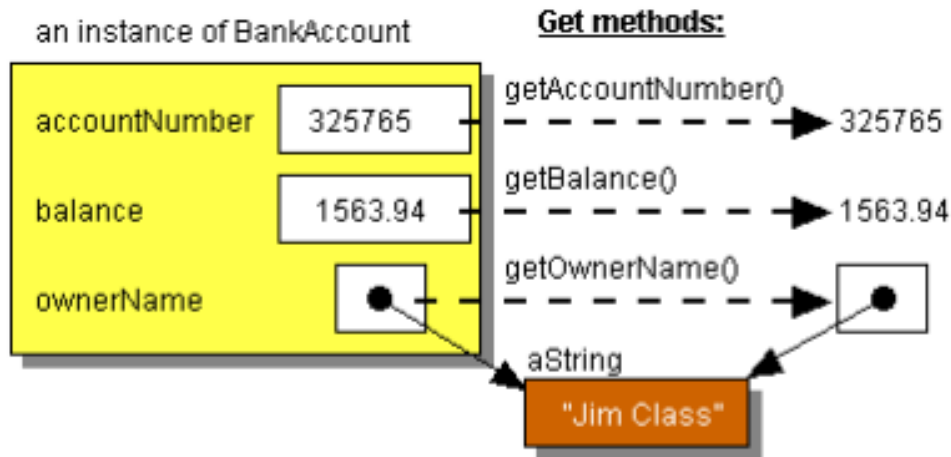 an instance of BankAccount
Get methods:
accountNumber 325765 getAccountNumber() 325765
balance 1563.94 getBalance() 1563.94
ownerName getOwnerName()
aString
"Jim Class"